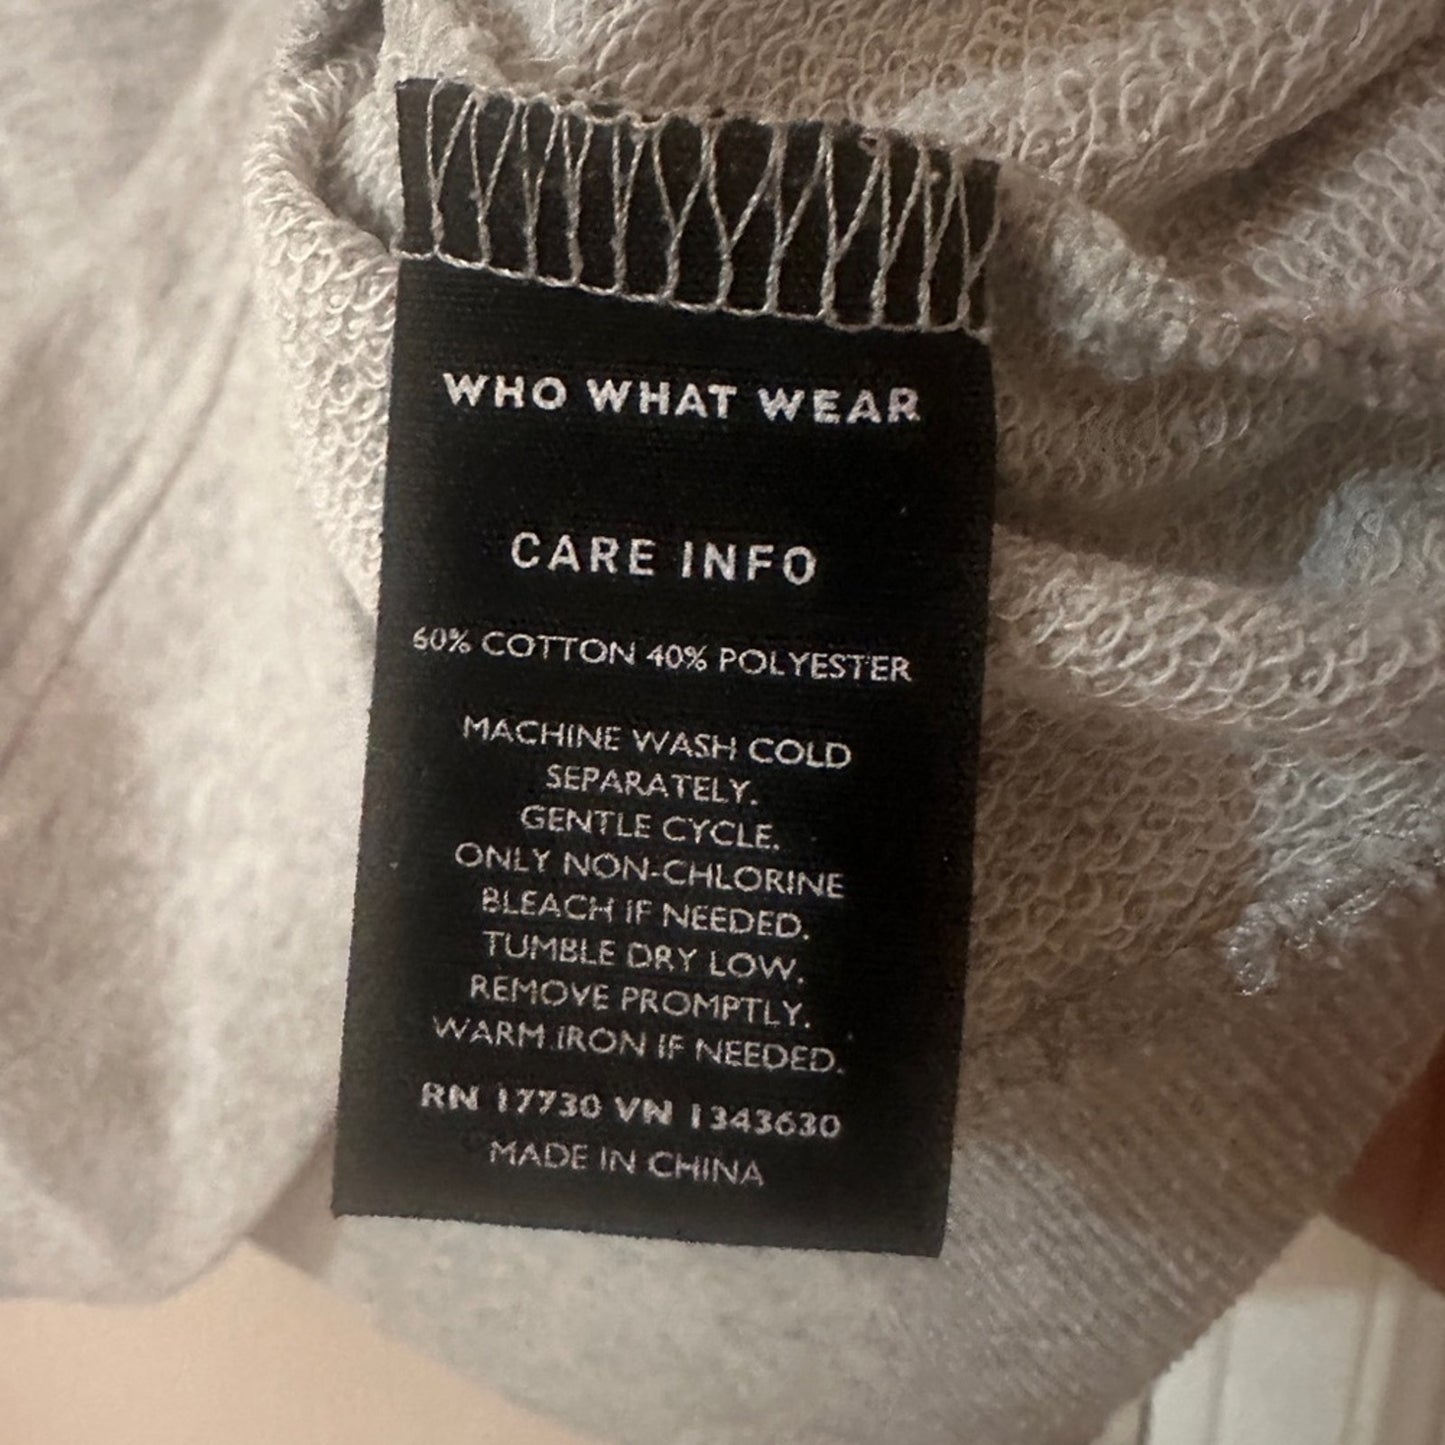 WHO WHAT WEAR
CARE INFO
60% COTTON 40% POLYESTER
MACHINE WASH COLD
SEPARATELY.
GENTLE CYCLE.
ONLY NON-CHLORINE
BLEACH IF NEEDED.
TUMBLE DRY LOW.
REMOVE PROMPTLY.
WARM IRON IF NEEDED.
RN 17730 VN 1343630
MADE IN CHINA